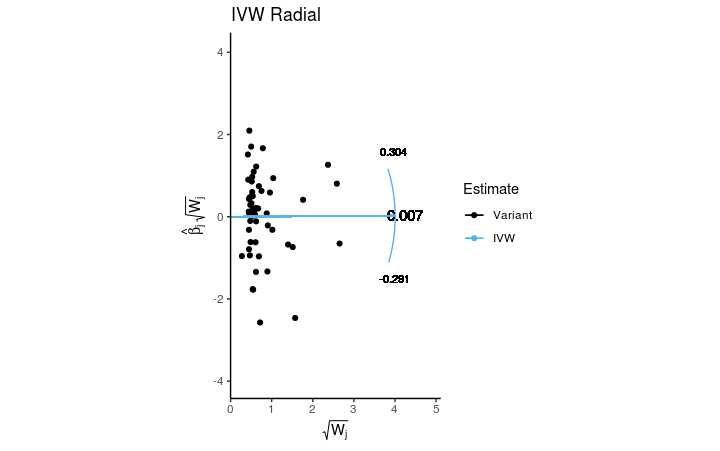 IVW Radial
4
2
0
-2
-4
β̂ⱼ√Wⱼ
0.304
0.007
-0.291
0 1 2 3 4 5
√Wⱼ
Estimate
Variant
IVW